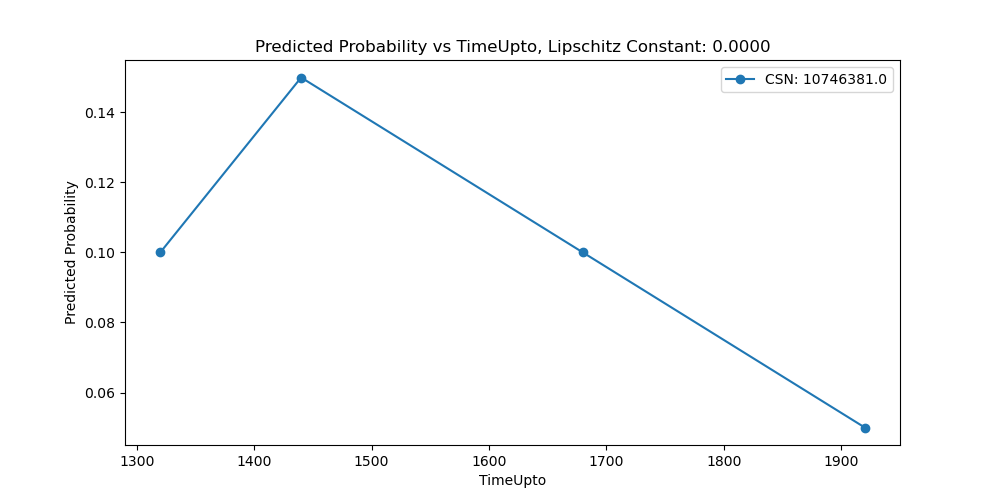 Predicted Probability vs TimeUpto, Lipschitz Constant: 0.0000
CSN: 10746381.0
Predicted Probability
0.14
0.12
0.10
0.08
0.06
1300 1400 1500 1600 1700 1800 1900
TimeUpto